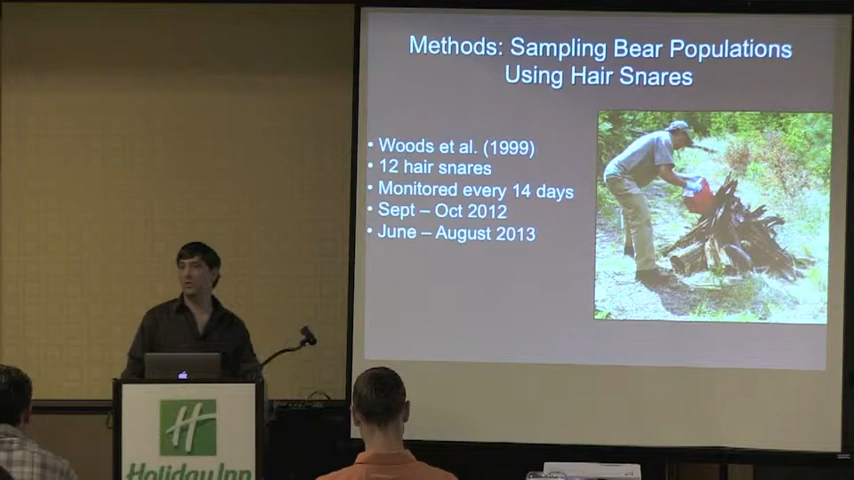 Methods: Sampling Bear Populations
Using Hair Snares
• Woods et al. (1999)
• 12 hair snares
• Monitored every 14 days
• Sept – Oct 2012
• June – August 2013
H
Holiday Inn